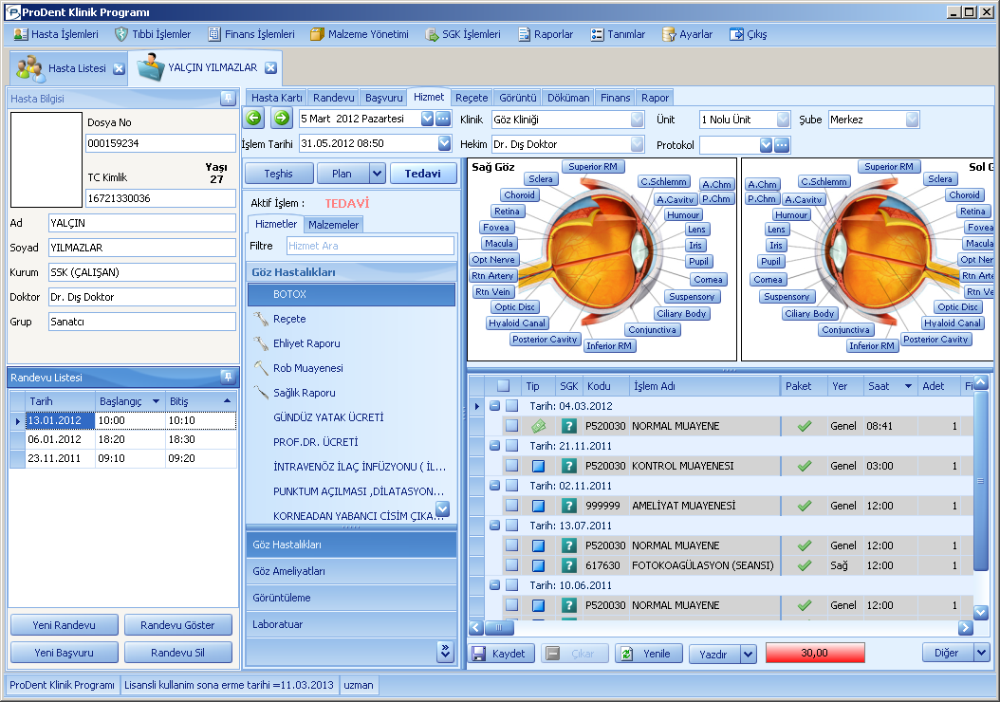 ProDent Klinik Programı
Hasta İşlemleri Tıbbi İşlemler Finans İşlemleri Malzeme Yönetimi SGK İşlemleri Raporlar Tanımlar Ayarlar Çıkış
Hasta Listesi YALÇIN YILMAZLAR
Hasta Bilgisi
Dosya No
000159234
TC Kimlik
Yaşı
27
16721330036
Ad YALÇIN
Soyad YILMAZLAR
Kurum SSK (ÇALIŞAN)
Doktor Dr. Dış Doktor
Grup Sanatcı
Randevu Listesi
Tarih Başlangıç Bitiş
13.01.2012 10:00 10:10
06.01.2012 18:20 18:30
23.11.2011 09:10 09:20
Yeni Randevu Randevu Göster
Yeni Başvuru Randevu Sil
Hasta Kartı Randevu Başvuru Hizmet Reçete Görüntü Döküman Finans Rapor
5 Mart 2012 Pazartesi Klinik Göz Kliniği Ünit 1 Nolu Ünit Şube Merkez
İşlem Tarihi 31.05.2012 08:50 Hekim Dr. Dış Doktor Protokol
Teşhis Plan Tedavi
Aktif İşlem : TEDAVİ
Hizmetler Malzemeler
Filtre Hizmet Ara
Göz Hastalıkları
BOTOX
Reçete
Ehliyet Raporu
Rob Muayenesi
Sağlık Raporu
GÜNDÜZ YATAK ÜCRETİ
PROF.DR. ÜCRETİ
İNTRAVENÖZ İLAÇ İNFÜZYONU ( İL...
PUNKTUM AÇILMASI ,DİLATASYON...
KORNEADAN YABANCI CİSİM ÇIKA...
Göz Hastalıkları
Göz Ameliyatları
Görüntüleme
Laboratuar
Sağ Göz
Superior RM
Sclera
Choroid
Retina
Fovea
Macula
Opt Nerve
Rtn Artery
Rtn Vein
Optic Disc
Hyaloid Canal
Posterior Cavity
Inferior RM
C.Schlemm
A.Chm
A.Cavity
P.Chm
Humour
Lens
Iris
Pupil
Cornea
Suspensory
Ciliary Body
Conjunctiva
Sol G
Superior RM
Sclera
Choroid
Retina
Fovea
Macula
Opt Ner
Rtn Arte
Rtn Ve
Optic Disc
Hyaloid Canal
Posterior Cavity
Inferior RM
C.Schlemm
A.Chm
P.Chm
A.Cavity
Humour
Lens
Iris
Pupil
Cornea
Suspensory
Ciliary Body
Conjunctiva
Tip SGK Kodu İşlem Adı Paket Yer Saat Adet Fi
Tarih: 04.03.2012
? P520030 NORMAL MUAYENE Genel 08:41 1
Tarih: 21.11.2011
? P520030 KONTROL MUAYENESI Genel 03:00 1
Tarih: 02.11.2011
? 999999 AMELİYAT MUAYENESİ Genel 12:00 1
Tarih: 13.07.2011
? P520030 NORMAL MUAYENE Genel 12:00 1
? 617630 FOTOKOAGÜLASYON (SEANSI) Sağ 12:00 1
Tarih: 10.06.2011
? P520030 NORMAL MUAYENE Genel 12:00 1
Kaydet Çıkar Yenile Yazdır 30,00 Diğer
ProDent Klinik Programı Lisansli kullanim sona erme tarihi =11.03.2013 uzman